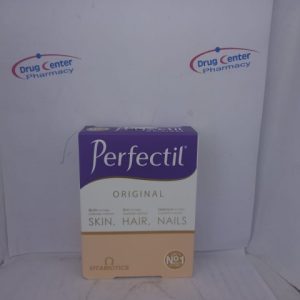 Drug Center
Pharmacy
Drug Center
Pharmacy
Perfectil
ORIGINAL
SKIN, HAIR, NAILS
VITABIOTICS
No1